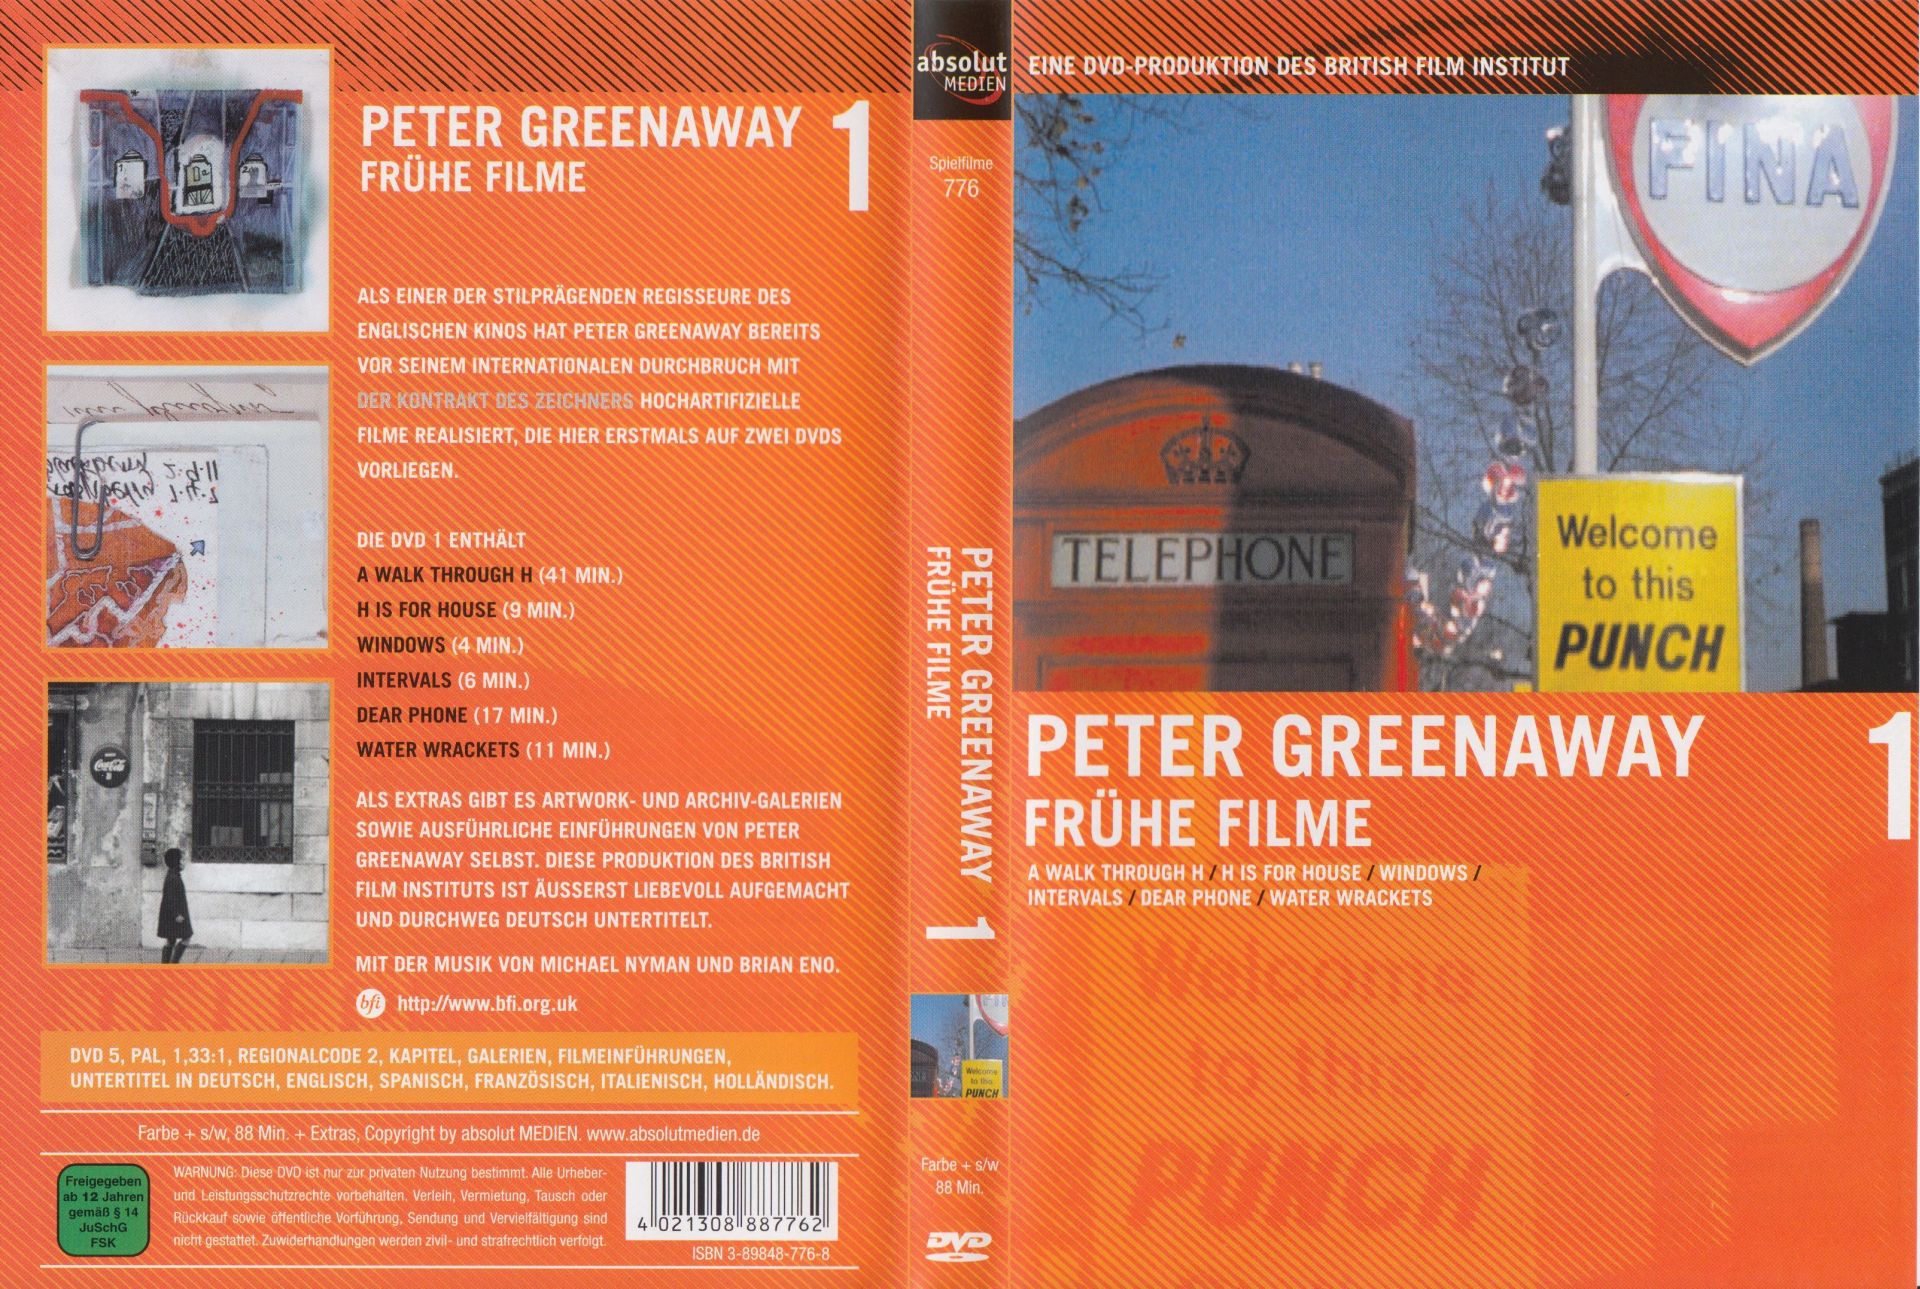 PETER GREENAWAY 1
FRÜHE FILME
ALS EINER DER STILPRÄGENDEN REGISSEURE DES
ENGLISCHEN KINOS HAT PETER GREENAWAY BEREITS
VOR SEINEM INTERNATIONALEN DURCHBRUCH MIT
DER KONTRAKT DES ZEICHNERS HOCHARTIFIZIELLE
FILME REALISIERT, DIE HIER ERSTMALS AUF ZWEI DVDS
VORLIEGEN.
DIE DVD 1 ENTHÄLT
A WALK THROUGH H (41 MIN.)
H IS FOR HOUSE (9 MIN.)
WINDOWS (4 MIN.)
INTERVALS (6 MIN.)
DEAR PHONE (17 MIN.)
WATER WRACKETS (11 MIN.)
ALS EXTRAS GIBT ES ARTWORK- UND ARCHIV-GALERIEN
SOWIE AUSFÜHRLICHE EINFÜHRUNGEN VON PETER
GREENAWAY SELBST. DIESE PRODUKTION DES BRITISH
FILM INSTITUTS IST ÄUSSERST LIEBEVOLL AUFGEMACHT
UND DURCHWEG DEUTSCH UNTERTITELT.
MIT DER MUSIK VON MICHAEL NYMAN UND BRIAN ENO.
bfi http://www.bfi.org.uk
DVD 5, PAL, 1,33:1, REGIONALCODE 2, KAPITEL, GALERIEN, FILMEINFÜHRUNGEN,
UNTERTITEL IN DEUTSCH, ENGLISCH, SPANISCH, FRANZÖSISCH, ITALIENISCH, HOLLÄNDISCH.
Farbe + s/w, 88 Min. + Extras, Copyright by absolut MEDIEN. www.absolutmedien.de
Freigegeben
ab 12 Jahren
gemäß § 14
JuSchG
FSK
WARNUNG: Diese DVD ist nur zur privaten Nutzung bestimmt. Alle Urheber-
und Leistungsschutzrechte vorbehalten. Verleih, Vermietung, Tausch oder
Rückkauf sowie öffentliche Vorführung, Sendung und Vervielfältigung sind
nicht gestattet. Zuwiderhandlungen werden zivil- und strafrechtlich verfolgt.
4 021308 887762
ISBN 3-89848-776-8
Coca-Cola
absolut
MEDIEN
Spielfilme
776
PETER GREENAWAY 1
FRÜHE FILME
Welcome
to this
PUNCH
Farbe + s/w
88 Min.
DVD
EINE DVD-PRODUKTION DES BRITISH FILM INSTITUT
FINA
TELEPHONE
Welcome
to this
PUNCH
PETER GREENAWAY 1
FRÜHE FILME
A WALK THROUGH H / H IS FOR HOUSE / WINDOWS /
INTERVALS / DEAR PHONE / WATER WRACKETS
Welcome
PUNCH